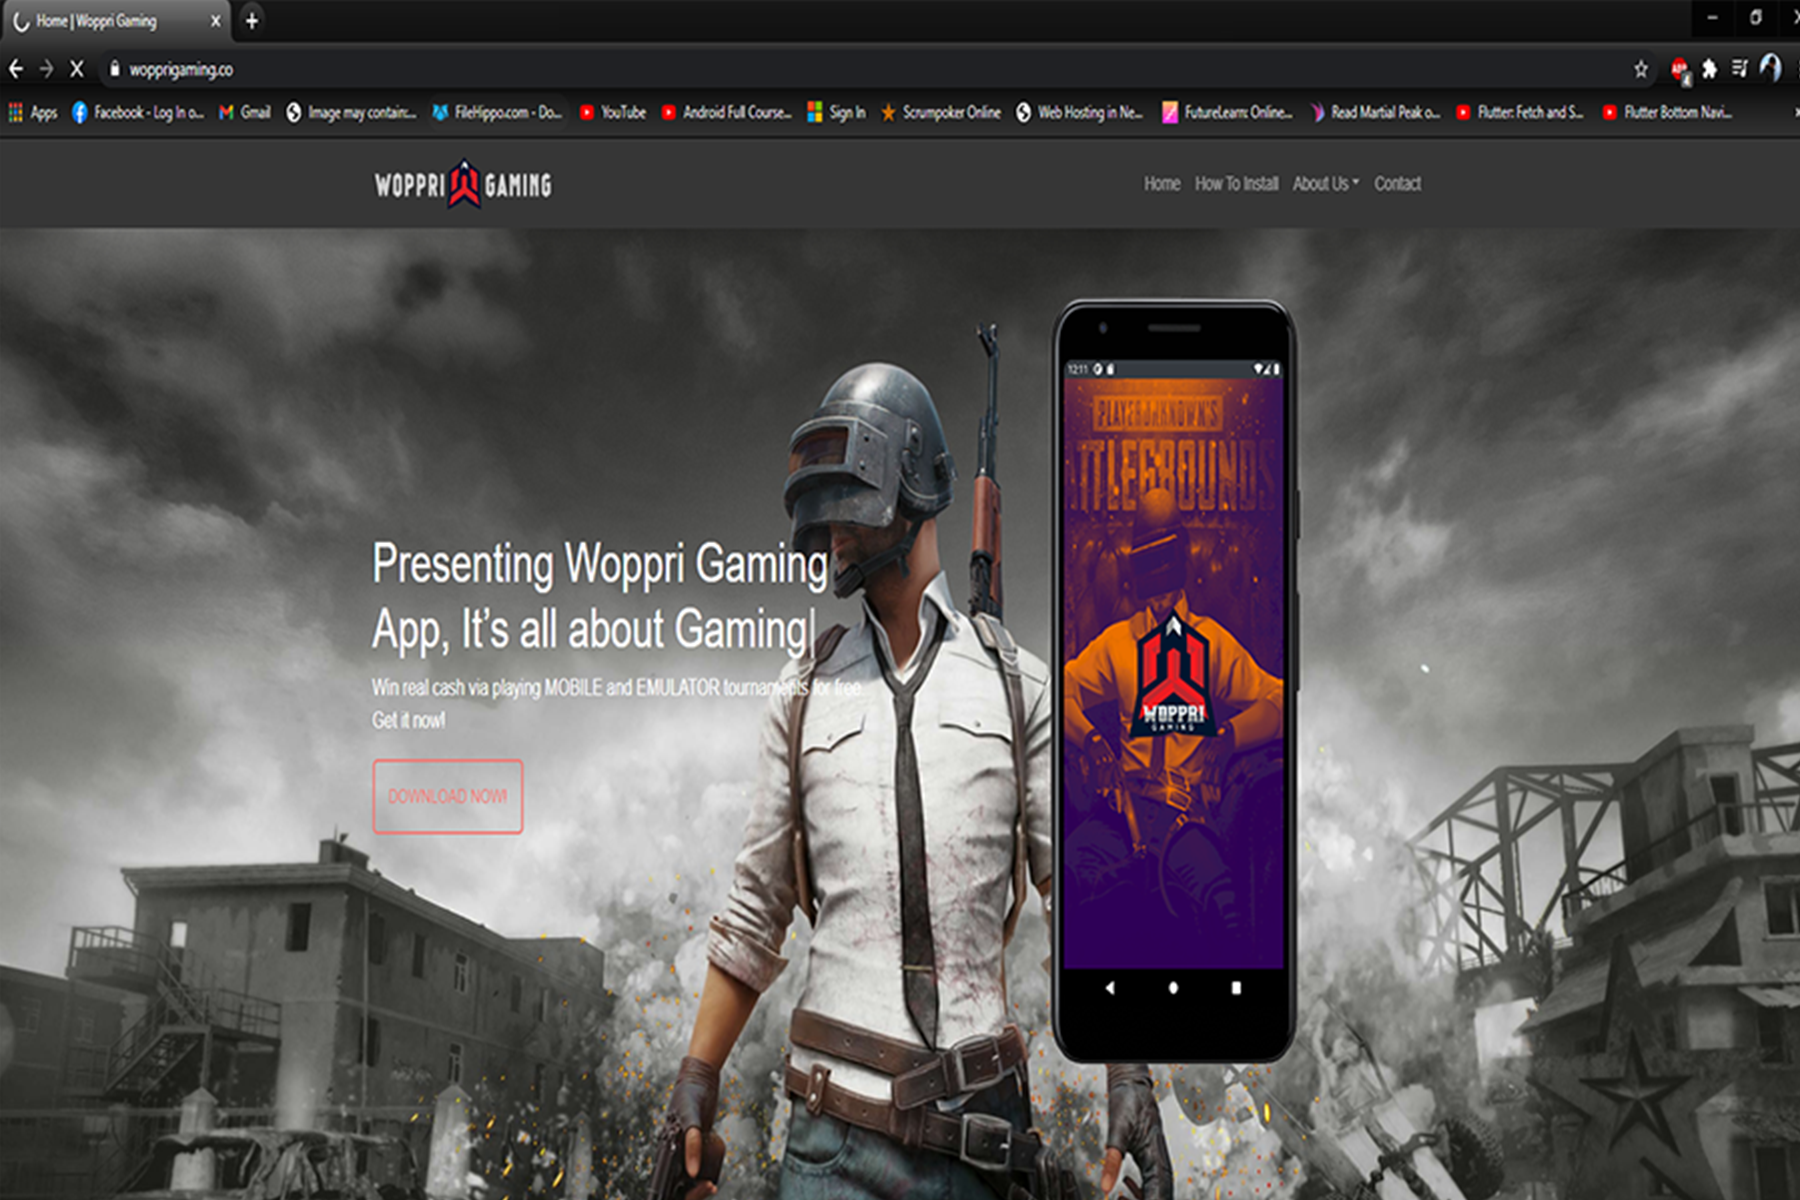 Home | Woppri Gaming
wopprigaming.co
Apps Facebook - Log In o... Gmail Image may contain:... FileHippo.com - Do... YouTube Android Full Course... Sign In Scrumpoker Online Web Hosting in Ne... FutureLearn: Online... Read Martial Peak o... Flutter: Fetch and S... Flutter Bottom Navi...
WOPPRI GAMING
Home How To Install About Us Contact
12:11
PLAYERUNKNOWN'S
TTLEGROUNDS
Presenting Woppri Gaming
App, It’s all about Gaming|
Win real cash via playing MOBILE and EMULATOR tournaments for free
Get it now!
WOPPRI
GAMING
DOWNLOAD NOW!